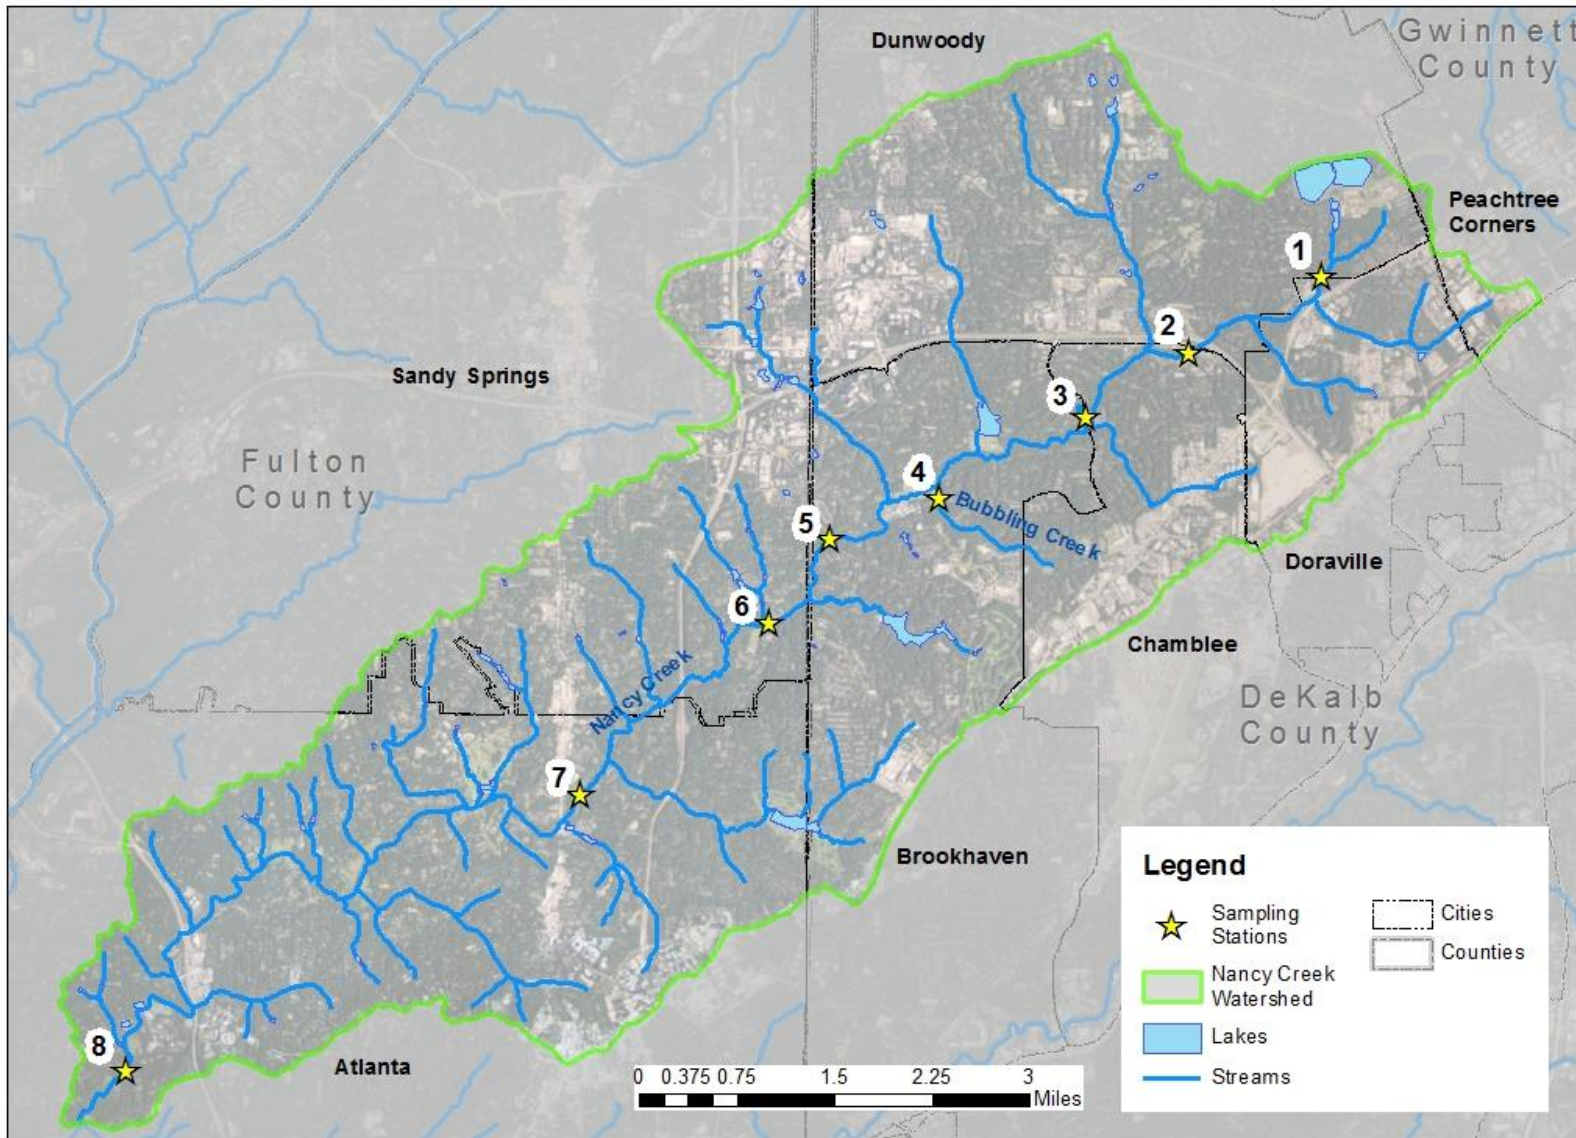 Dunwoody
Gwinnett
County
Peachtree
Corners
1
2
Sandy Springs
3
Fulton
County
4
Bubbling Creek
5
Doraville
6
Chamblee
Nancy Creek
DeKalb
County
7
Brookhaven
8
Atlanta
0 0.375 0.75 1.5 2.25 3
Miles
Legend
Sampling
Stations
Nancy Creek
Watershed
Lakes
Streams
Cities
Counties